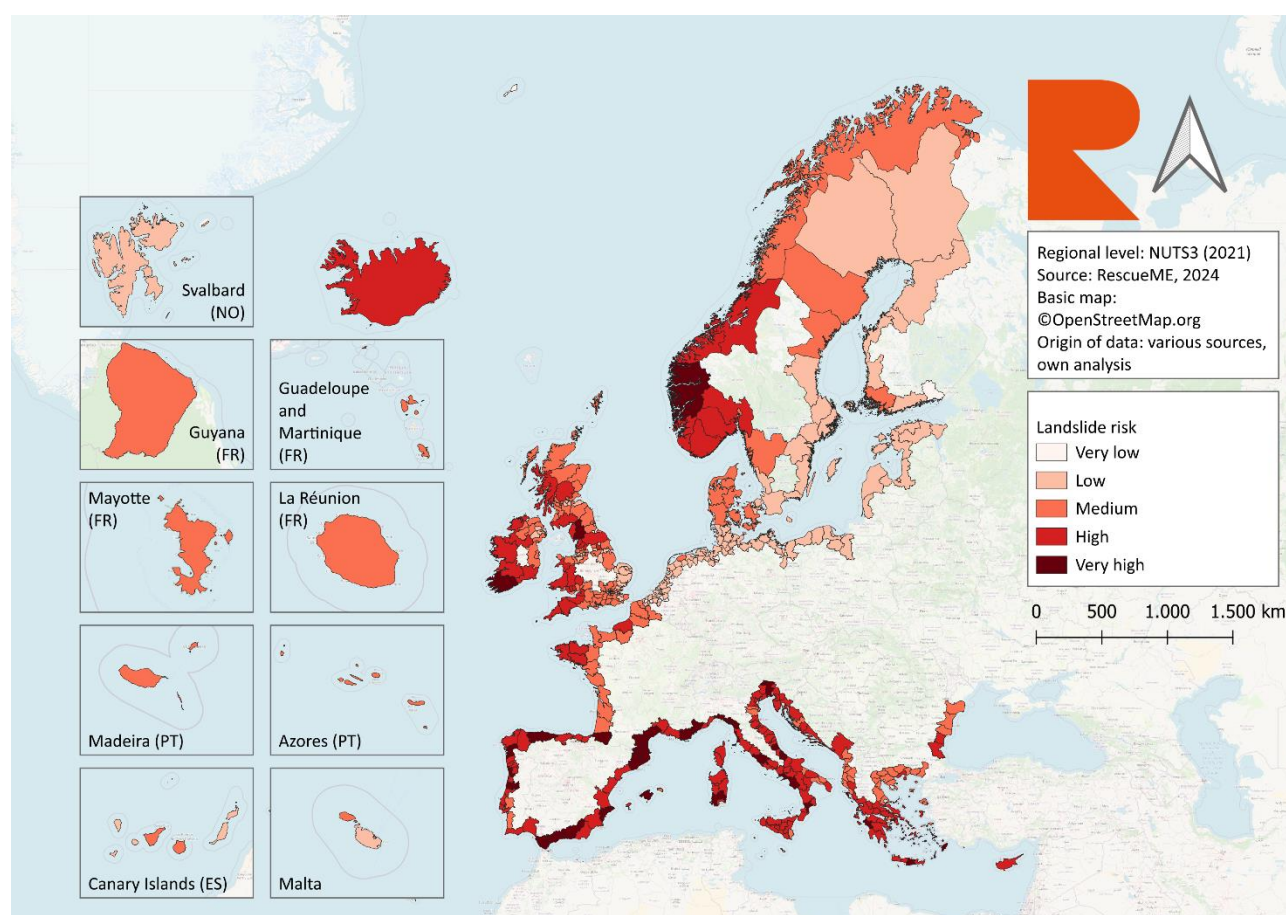 Svalbard
(NO)
Guyana
(FR)
Guadeloupe
and
Martinique
(FR)
Mayotte
(FR)
La Réunion
(FR)
Madeira (PT)
Azores (PT)
Canary Islands (ES)
Malta
R
Regional level: NUTS3 (2021)
Source: RescueME, 2024
Basic map:
©OpenStreetMap.org
Origin of data: various sources,
own analysis
Landslide risk
Very low
Low
Medium
High
Very high
0 500 1.000 1.500 km